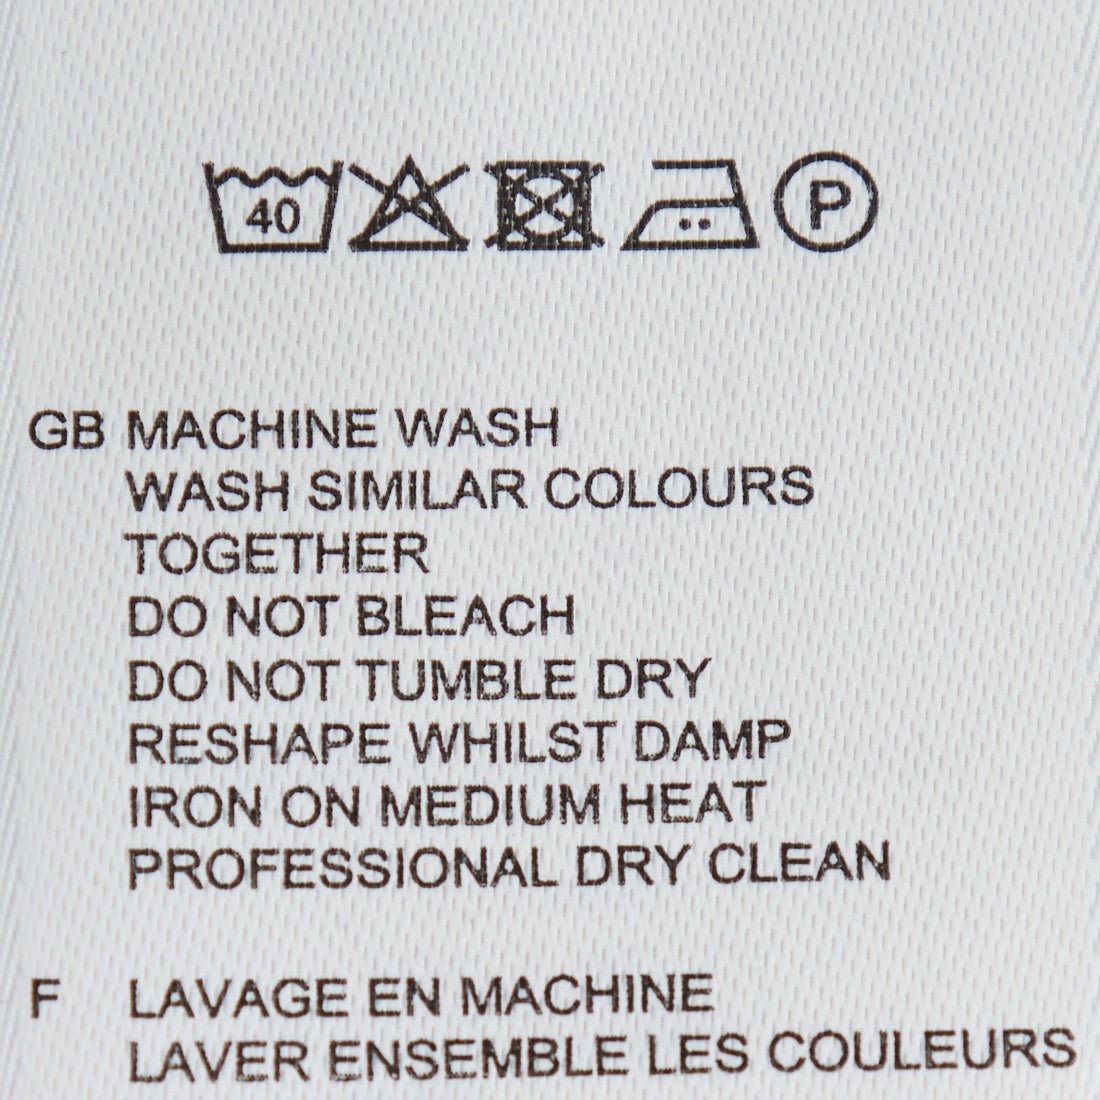 40 P
GB MACHINE WASH
WASH SIMILAR COLOURS
TOGETHER
DO NOT BLEACH
DO NOT TUMBLE DRY
RESHAPE WHILST DAMP
IRON ON MEDIUM HEAT
PROFESSIONAL DRY CLEAN
F LAVAGE EN MACHINE
LAVER ENSEMBLE LES COULEURS